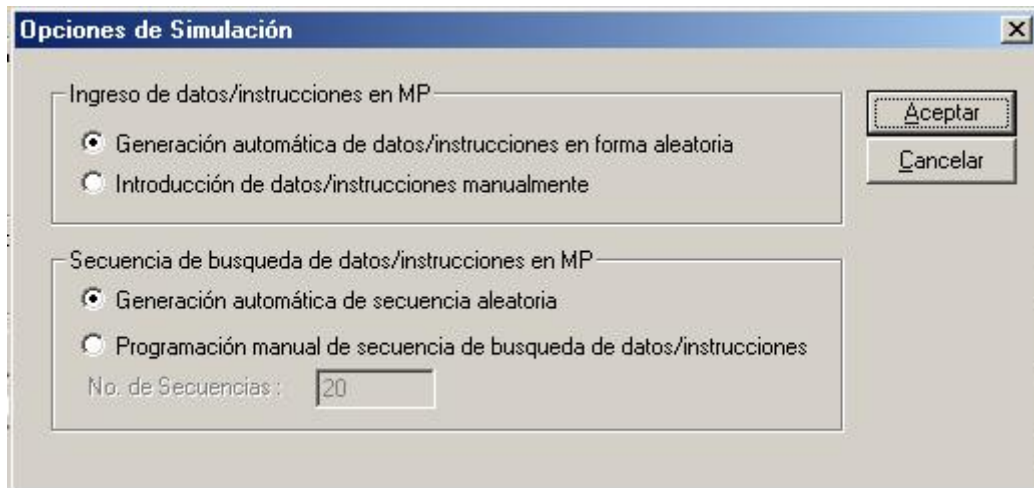 Opciones de Simulación
Ingreso de datos/instrucciones en MP
Generación automática de datos/instrucciones en forma aleatoria
Introducción de datos/instrucciones manualmente
Aceptar
Cancelar
Secuencia de busqueda de datos/instrucciones en MP
Generación automática de secuencia aleatoria
Programación manual de secuencia de busqueda de datos/instrucciones
No. de Secuencias : 20